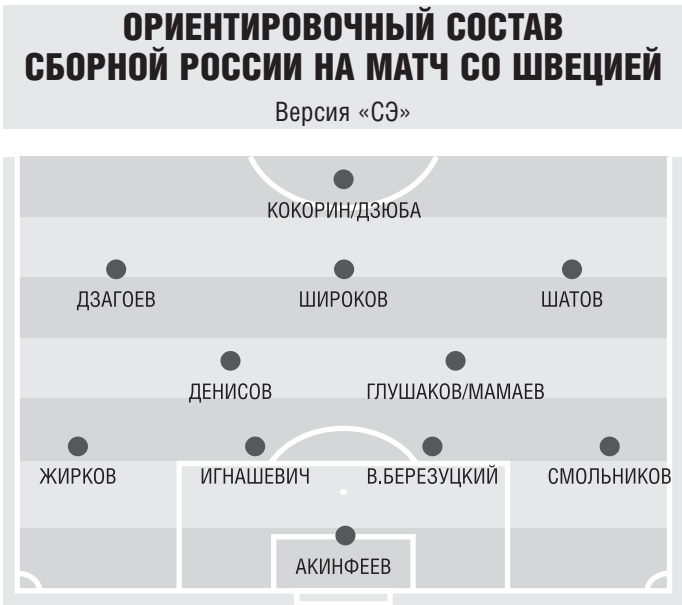 ОРИЕНТИРОВОЧНЫЙ СОСТАВ
СБОРНОЙ РОССИИ НА МАТЧ СО ШВЕЦИЕЙ
Версия «СЭ»
КОКОРИН/ДЗЮБА
ДЗАГОЕВ ШИРОКОВ ШАТОВ
ДЕНИСОВ ГЛУШАКОВ/МАМАЕВ
ЖИРКОВ ИГНАШЕВИЧ В.БЕРЕЗУЦКИЙ СМОЛЬНИКОВ
АКИНФЕЕВ